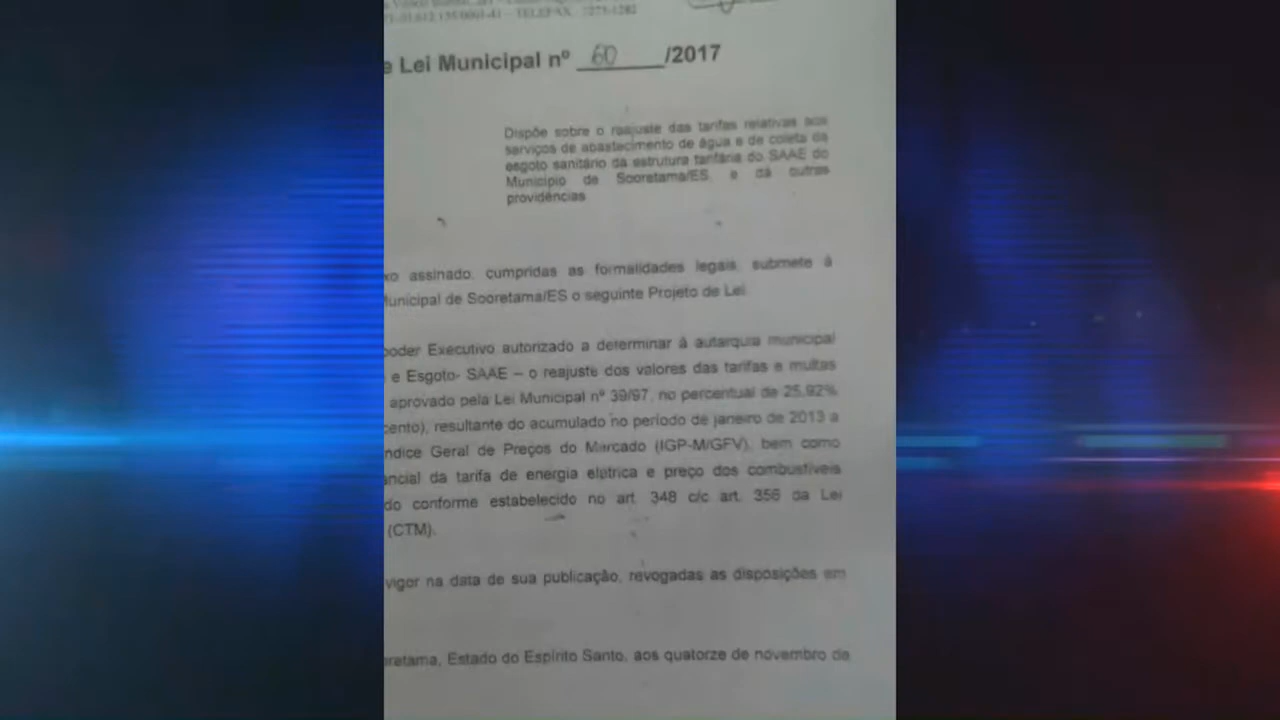 TELEFAX 7273-1282
e Lei Municipal nº 60 /2017
Dispõe sobre o reajuste das tarifas relativas aos
serviços de abastecimento de água e de coleta da
esgoto sanitário da estrutura tarifária do SAAE do
Município de Sooretama/ES, e dá outras
providências
xo assinado, cumpridas as formalidades legais, submete à
Municipal de Sooretama/ES o seguinte Projeto de Lei:
poder Executivo autorizado a determinar à autarquia municipal
e Esgoto- SAAE – o reajuste dos valores das tarifas e multas
aprovado pela Lei Municipal nº 39/97, no percentual de 25,92%
cento), resultante do acumulado no período de janeiro de 2013 a
ndice Geral de Preços do Mercado (IGP-M/GFV), bem como
ancial da tarifa de energia elétrica e preço dos combustíveis
do conforme estabelecido no art. 348 c/c art. 356 da Lei
(CTM).
vigor na data de sua publicação, revogadas as disposições em
oretama, Estado do Espírito Santo, aos quatorze de novembro de